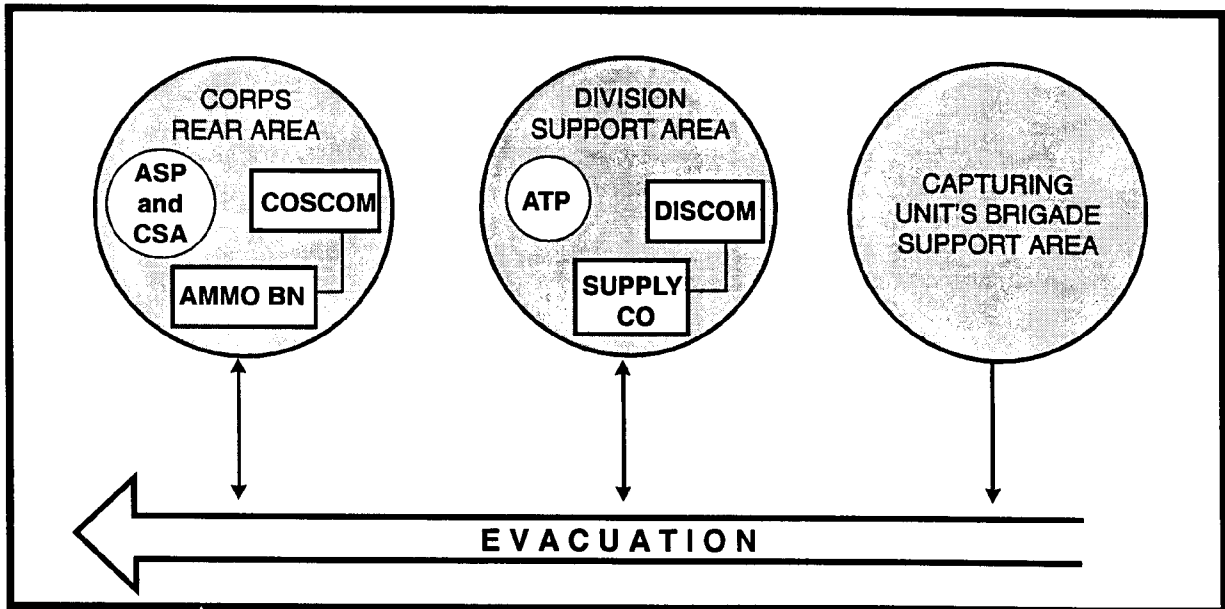 CORPS
REAR AREA
ASP
and
CSA
COSCOM
AMMO BN
DIVISION
SUPPORT AREA
ATP
DISCOM
SUPPLY
CO
CAPTURING
UNIT'S BRIGADE
SUPPORT AREA
EVACUATION